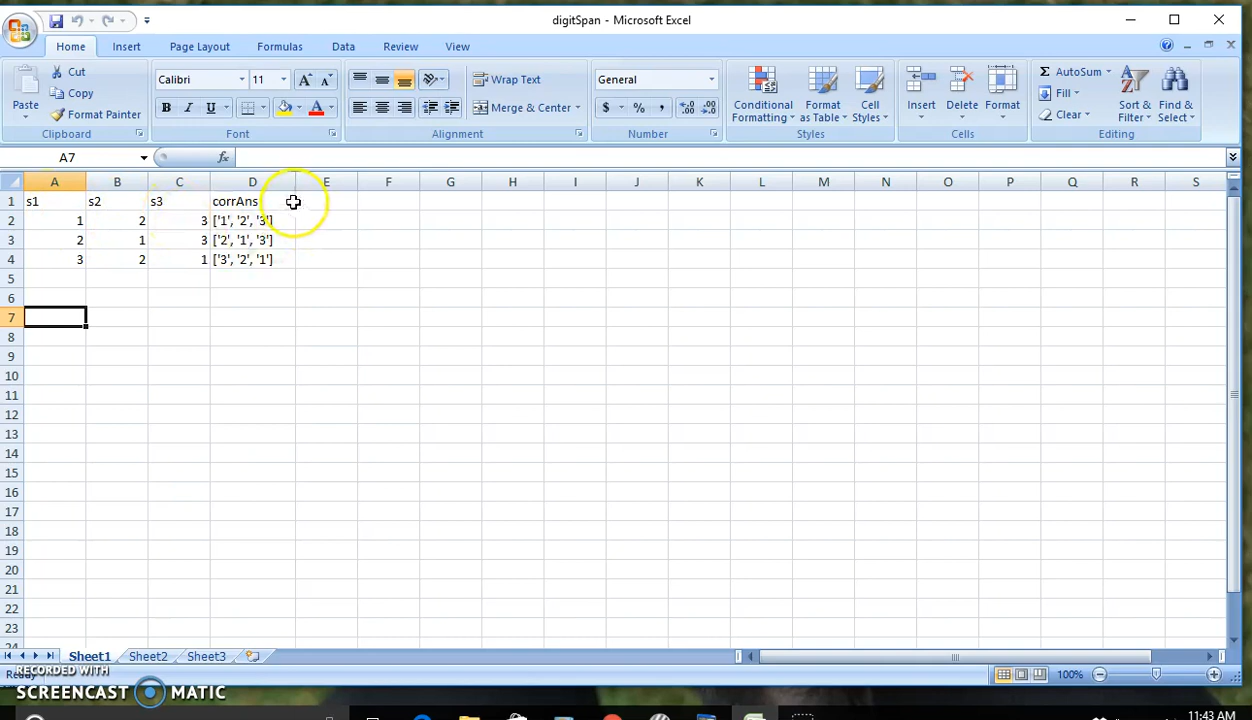 digitSpan - Microsoft Excel
Home Insert Page Layout Formulas Data Review View
Paste
Cut
Copy
Format Painter
Clipboard
Calibri 11
A A
B I U A
Font
Wrap Text
Merge & Center
Alignment
General
$ % ,
Number
Conditional Formatting
Format as Table
Cell Styles
Styles
Insert
Delete
Format
Cells
Σ AutoSum
Fill
Clear
Sort & Filter
Find & Select
Editing
A7 fx
A B C D E F G H I J K L M N O P Q R S
1 s1 s2 s3 corrAns
2 1 2 3 ['1', '2', '3']
3 2 1 3 ['2', '1', '3']
4 3 2 1 ['3', '2', '1']
5
6
7
8
9
10
11
12
13
14
15
16
17
18
19
20
21
22
23
24
Sheet1 Sheet2 Sheet3
Ready
100%
RECORDED WITH
SCREENCAST MATIC
11:43 AM